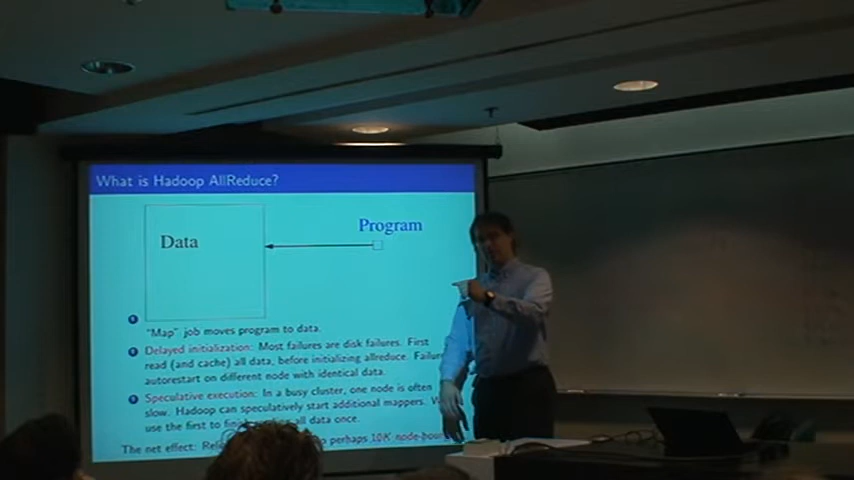 What is Hadoop AllReduce?
Program
Data
"Map" job moves program to data.
Delayed initialization: Most failures are disk failures. First
read (and cache) all data, before initializing allreduce. Failures
autorestart on different node with identical data.
Speculative execution: In a busy cluster, one node is often
slow. Hadoop can speculatively start additional mappers. We
use the first to finish all data once.
The net effect: perhaps 10K node-hours